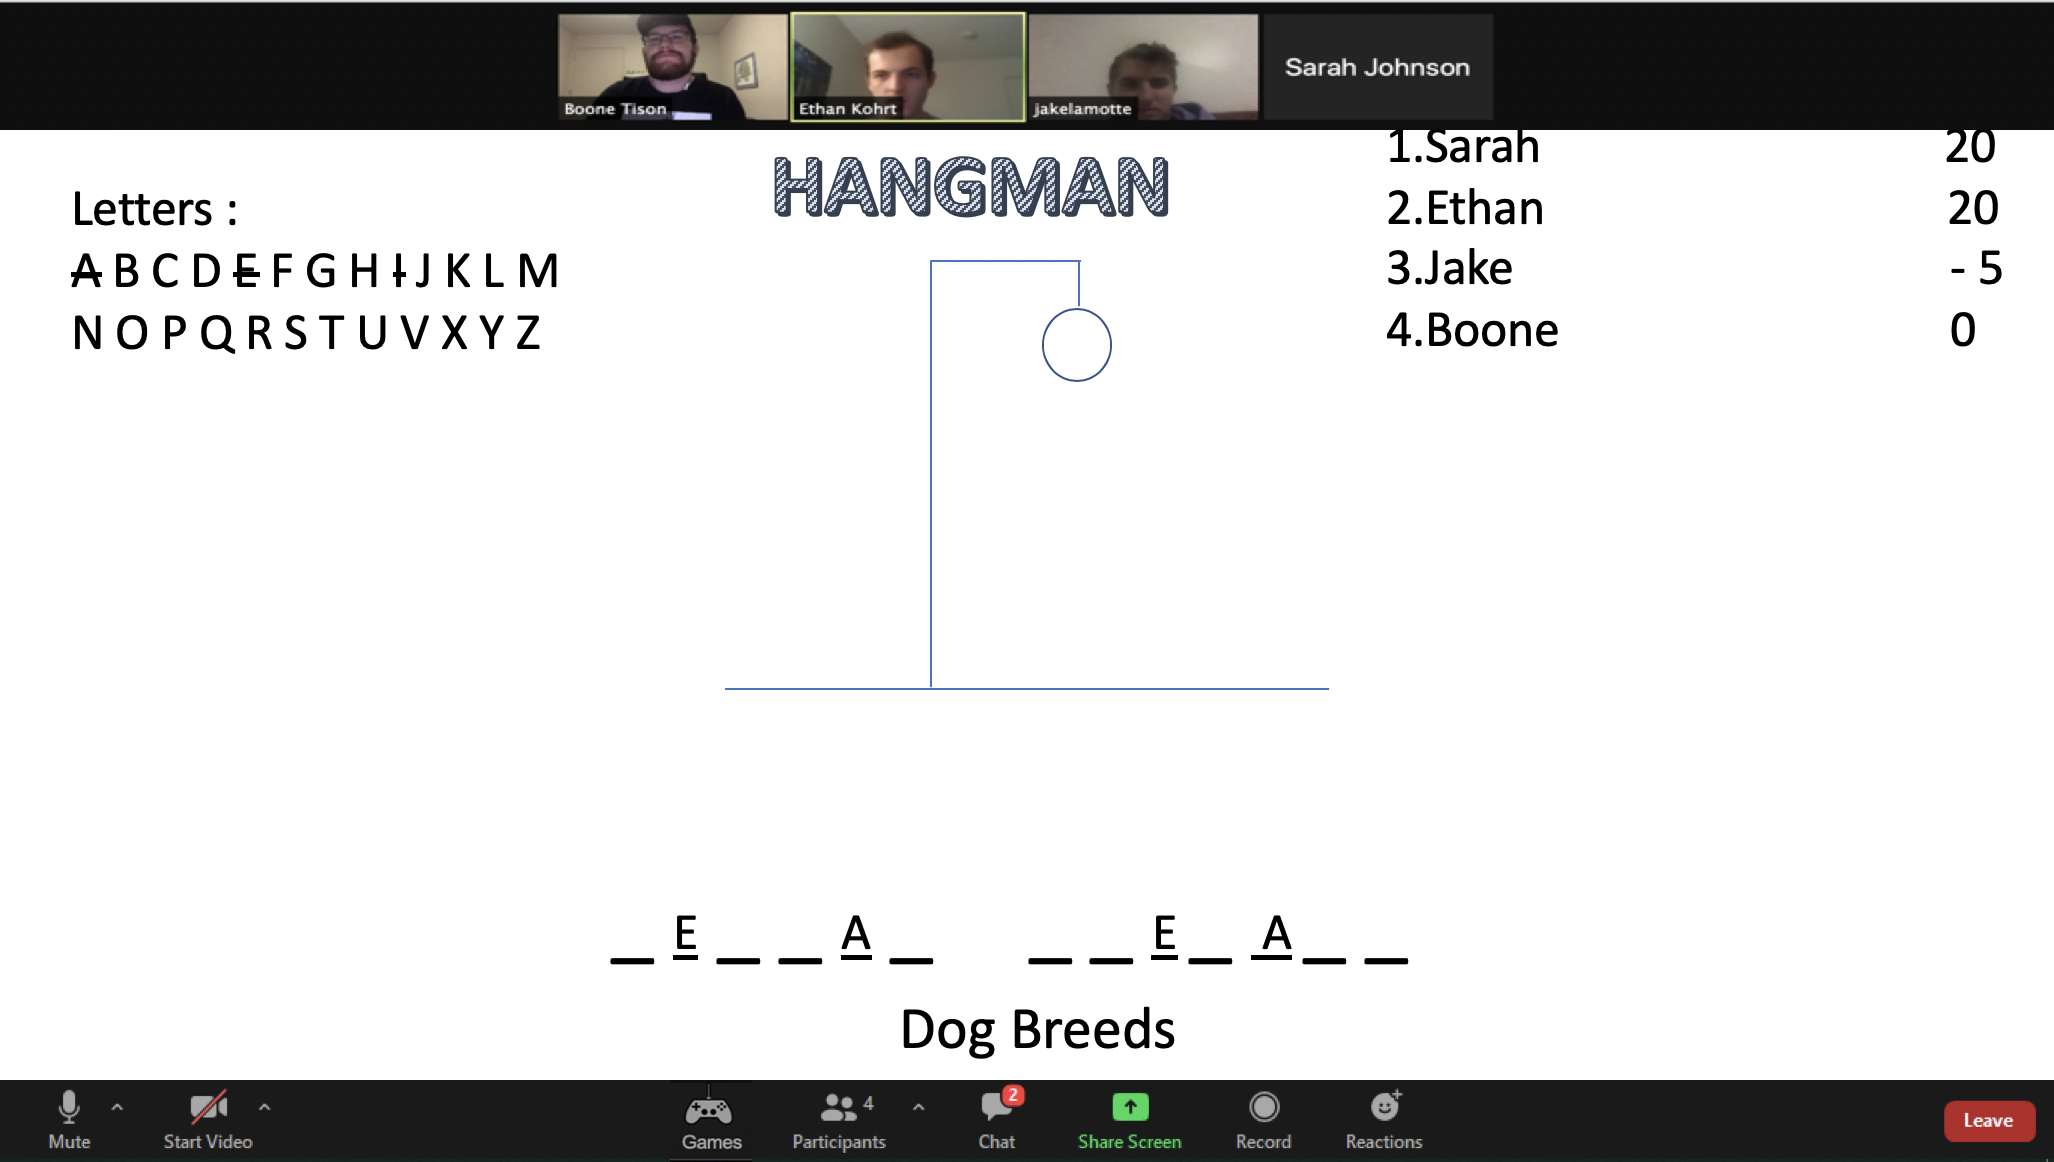 Boone Tison
Ethan Kohrt
jakelamotte
Sarah Johnson
HANGMAN
Letters :
A B C D E F G H I J K L M
N O P Q R S T U V X Y Z
1.Sarah 20
2.Ethan 20
3.Jake - 5
4.Boone 0
_ E _ _ A _ _ _ E _ A _ _
Dog Breeds
Mute
Start Video
Games
4
Participants
2
Chat
Share Screen
Record
Reactions
Leave